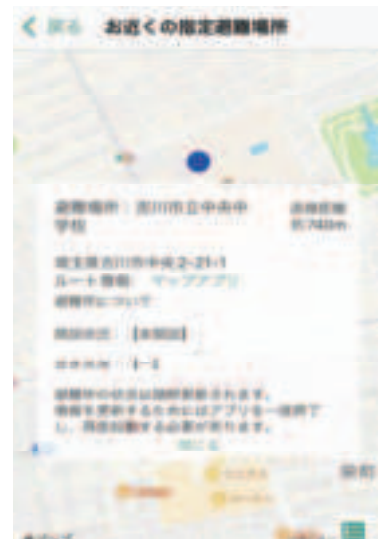 戻る
お近くの指定避難場所
避難場所：吉川市立中央中
学校
直線距離
約740m
埼玉県吉川市中央2-21-1
ルート情報：マップアプリ
避難所について
開設状況：【未開設】
避難所の状況は随時更新されます。
情報を更新するためにはアプリを一度終了
し、再度起動する必要が有ります。
閉じる